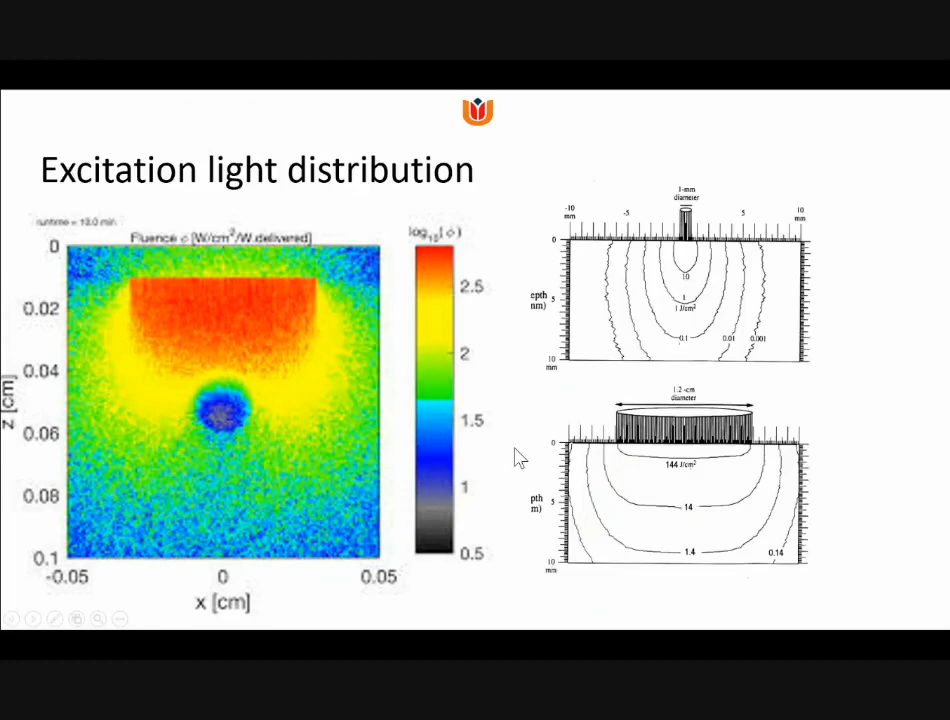 Excitation light distribution
runtime = 10.0 min
Fluence φ [W/cm²/W.delivered]
log₁₀(φ)
0
0.02
0.04
0.06
0.08
0.1
z [cm]
-0.05
0
0.05
x [cm]
2.5
2
1.5
1
0.5
1-mm
diameter
-10
mm
-5
5
10
mm
0
epth
nm)
5
10
mm
10
1
1 J/cm²
0.1
0.01
0.001
1.2-cm
diameter
0
pth
m)
5
10
mm
144 J/cm²
14
1.4
0.14